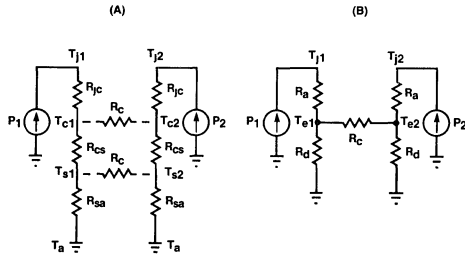 (A)
(B)
Tj1
Tj2
Tj1
Tj2
Rjc
Rjc
Ra
Ra
Rc
P1
Tc1
Tc2
P2
P1
Te1
Te2
P2
Rc
Rcs
Rcs
Rd
Rd
Rc
Ts1
Ts2
Rsa
Rsa
Ta
Ta